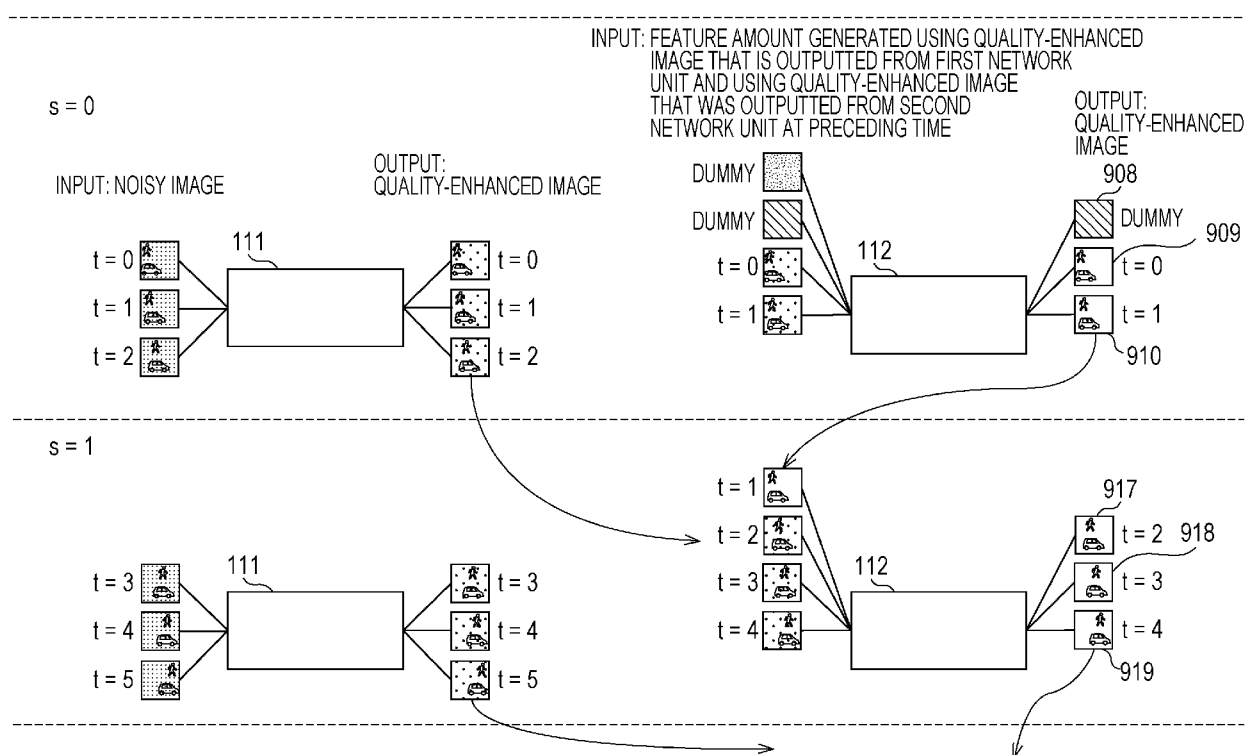 INPUT: FEATURE AMOUNT GENERATED USING QUALITY-ENHANCED
IMAGE THAT IS OUTPUTTED FROM FIRST NETWORK
UNIT AND USING QUALITY-ENHANCED IMAGE
THAT WAS OUTPUTTED FROM SECOND
NETWORK UNIT AT PRECEDING TIME
s = 0
OUTPUT:
QUALITY-ENHANCED
IMAGE
INPUT: NOISY IMAGE
OUTPUT:
QUALITY-ENHANCED IMAGE
DUMMY
908
DUMMY
DUMMY
909
111
t = 0
t = 0
t = 0
112
t = 0
t = 1
t = 1
t = 1
t = 1
t = 2
t = 2
910
s = 1
t = 1
917
t = 2
t = 2
918
111
t = 3
t = 3
t = 3
112
t = 3
t = 4
t = 4
t = 4
t = 4
t = 5
t = 5
919